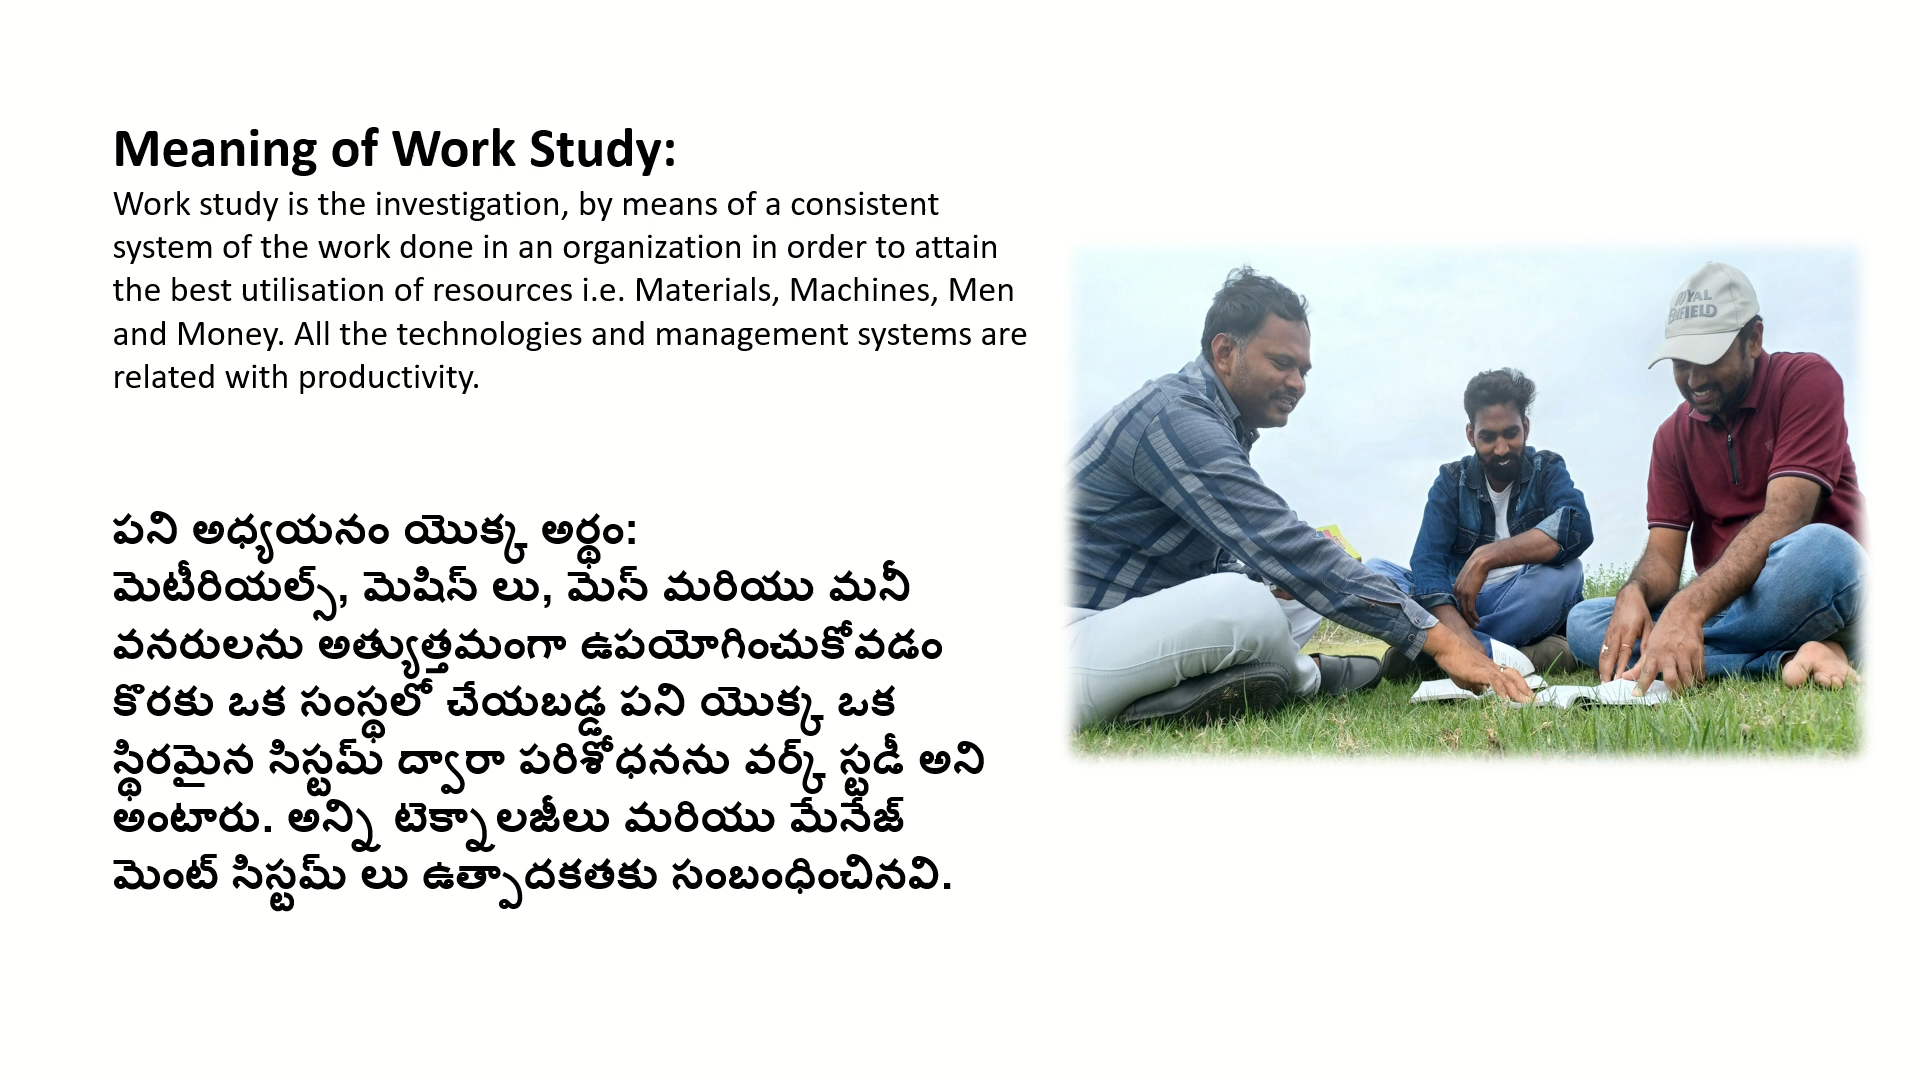 Meaning of Work Study:
Work study is the investigation, by means of a consistent
system of the work done in an organization in order to attain
the best utilisation of resources i.e. Materials, Machines, Men
and Money. All the technologies and management systems are
related with productivity.
పని అధ్యయనం యొక్క అర్థం:
మెటీరియల్స్, మెషిన్ లు, మెస్ మరియు మనీ
వనరులను అత్యుత్తమంగా ఉపయోగించుకోవడం
కొరకు ఒక సంస్థలో చేయబడ్డ పని యొక్క ఒక
స్థిరమైన సిస్టమ్ ద్వారా పరిశోధనను వర్క్ స్టడీ అని
అంటారు. అన్ని టెక్నాలజీలు మరియు మేనేజ్
మెంట్ సిస్టమ్ లు ఉత్పాదకతకు సంబంధించినవి.